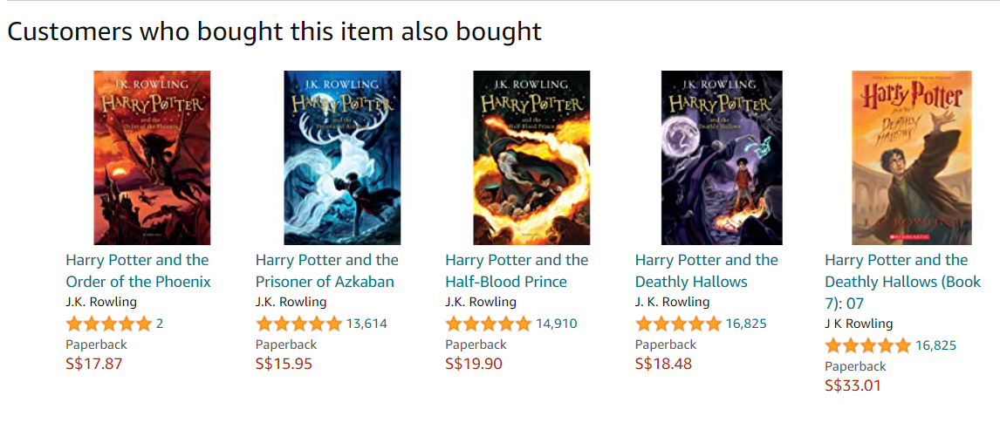 Customers who bought this item also bought
J.K. ROWLING
HARRY POTTER
and the
Order of the Phoenix
Harry Potter and the
Order of the Phoenix
J.K. Rowling
2
Paperback
S$17.87
J.K. ROWLING
HARRY POTTER
and the
Prisoner of Azkaban
Harry Potter and the
Prisoner of Azkaban
J.K. Rowling
13,614
Paperback
S$15.95
J.K. ROWLING
HARRY POTTER
and the
Half-Blood Prince
Harry Potter and the
Half-Blood Prince
J.K. Rowling
14,910
Paperback
S$19.90
J.K. ROWLING
HARRY POTTER
and the
Deathly Hallows
Harry Potter and the
Deathly Hallows
J. K. Rowling
16,825
Paperback
S$18.48
Harry Potter
AND THE
DEATHLY
HALLOWS
J. K. ROWLING
SCHOLASTIC
Harry Potter and the
Deathly Hallows (Book
7): 07
J K Rowling
16,825
Paperback
S$33.01